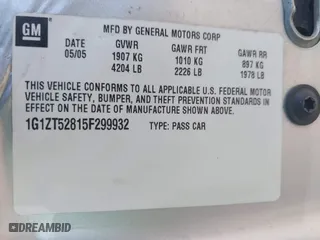 GM
MFD BY GENERAL MOTORS CORP
DATE GVWR GAWR FRT GAWR RR
05/05 1907 KG 1010 KG 897 KG
4204 LB 2226 LB 1978 LB
THIS VEHICLE CONFORMS TO ALL APPLICABLE U.S. FEDERAL MOTOR
VEHICLE SAFETY, BUMPER, AND THEFT PREVENTION STANDARDS IN
EFFECT ON THE DATE OF MANUFACTURE SHOWN ABOVE.
1G1ZT52815F299932 TYPE: PASS CAR
DREAMBID